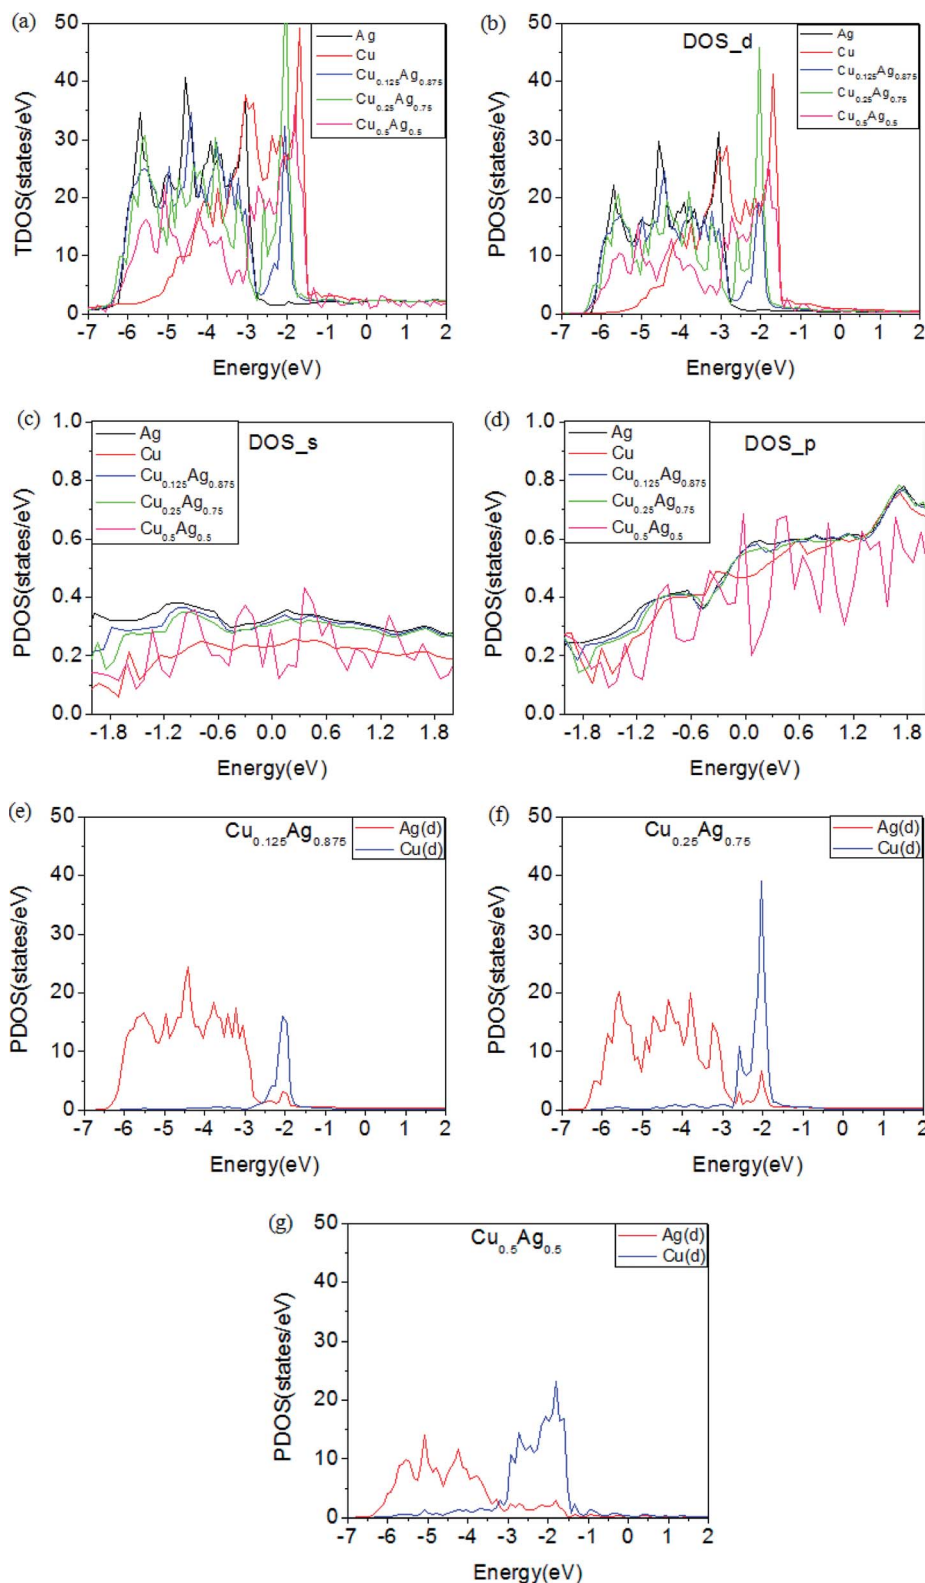 (a)
50
40
30
20
10
0
TDOS(states/eV)
Ag
Cu
Cu0.125Ag0.875
Cu0.25Ag0.75
Cu0.5Ag0.5
-7 -6 -5 -4 -3 -2 -1 0 1 2
Energy(eV)
(b)
DOS_d
50
40
30
20
10
0
PDOS(states/eV)
Ag
Cu
Cu0.125Ag0.875
Cu0.25Ag0.75
Cu0.5Ag0.5
-7 -6 -5 -4 -3 -2 -1 0 1 2
Energy(eV)
(c)
DOS_s
1.0
0.8
0.6
0.4
0.2
0.0
PDOS(states/eV)
Ag
Cu
Cu0.125Ag0.875
Cu0.25Ag0.75
Cu0.5Ag0.5
-1.8 -1.2 -0.6 0.0 0.6 1.2 1.8
Energy(eV)
(d)
DOS_p
1.0
0.8
0.6
0.4
0.2
0.0
PDOS(states/eV)
Ag
Cu
Cu0.125Ag0.875
Cu0.25Ag0.75
Cu0.5Ag0.5
-1.8 -1.2 -0.6 0.0 0.6 1.2 1.8
Energy(eV)
(e)
Cu0.125Ag0.875
50
40
30
20
10
0
PDOS(states/eV)
Ag(d)
Cu(d)
-7 -6 -5 -4 -3 -2 -1 0 1 2
Energy(eV)
(f)
Cu0.25Ag0.75
50
40
30
20
10
0
PDOS(states/eV)
Ag(d)
Cu(d)
-7 -6 -5 -4 -3 -2 -1 0 1 2
Energy(eV)
(g)
Cu0.5Ag0.5
50
40
30
20
10
0
PDOS(states/eV)
Ag(d)
Cu(d)
-7 -6 -5 -4 -3 -2 -1 0 1 2
Energy(eV)